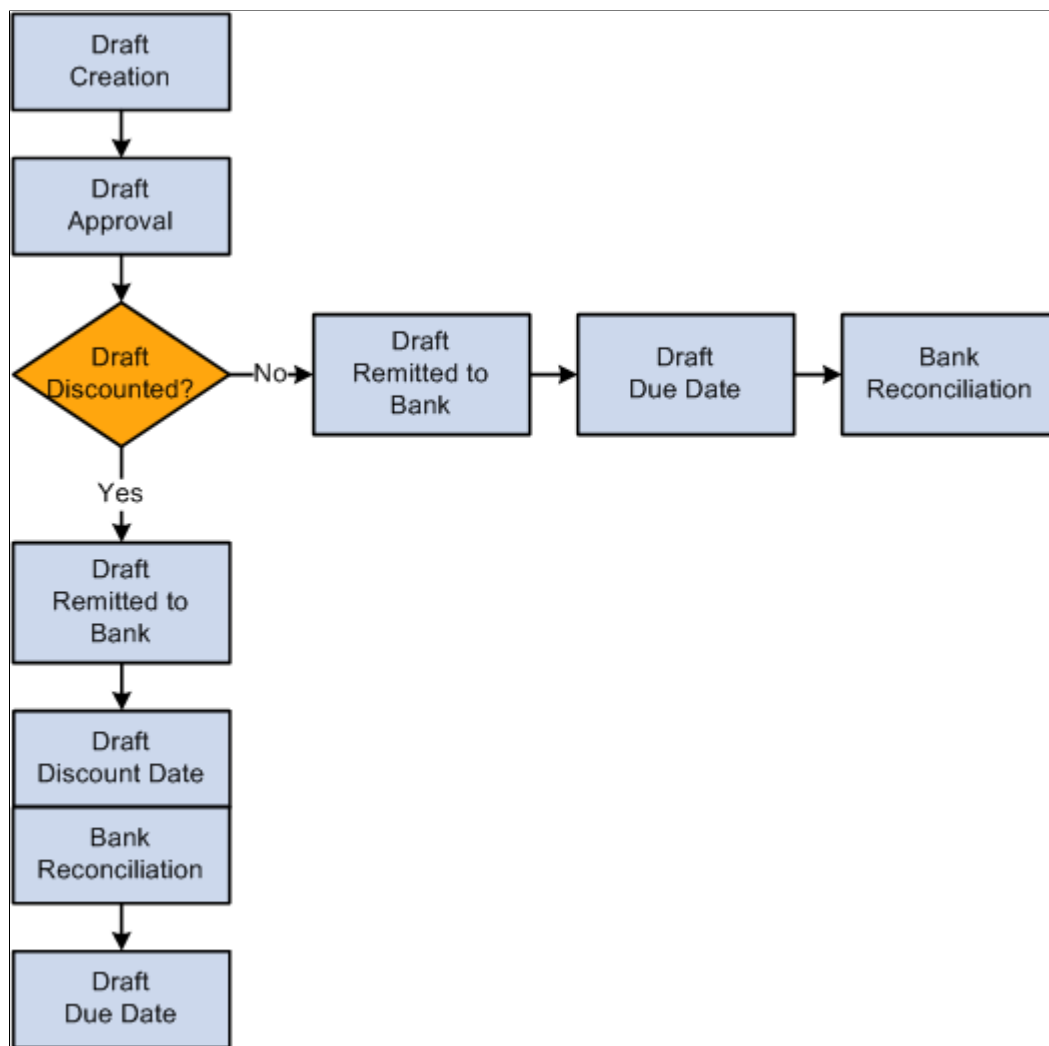 Draft
Creation
Draft
Approval
Draft
Discounted?
No
Draft
Remitted to
Bank
Draft
Due Date
Bank
Reconciliation
Yes
Draft
Remitted to
Bank
Draft
Discount Date
Bank
Reconciliation
Draft
Due Date